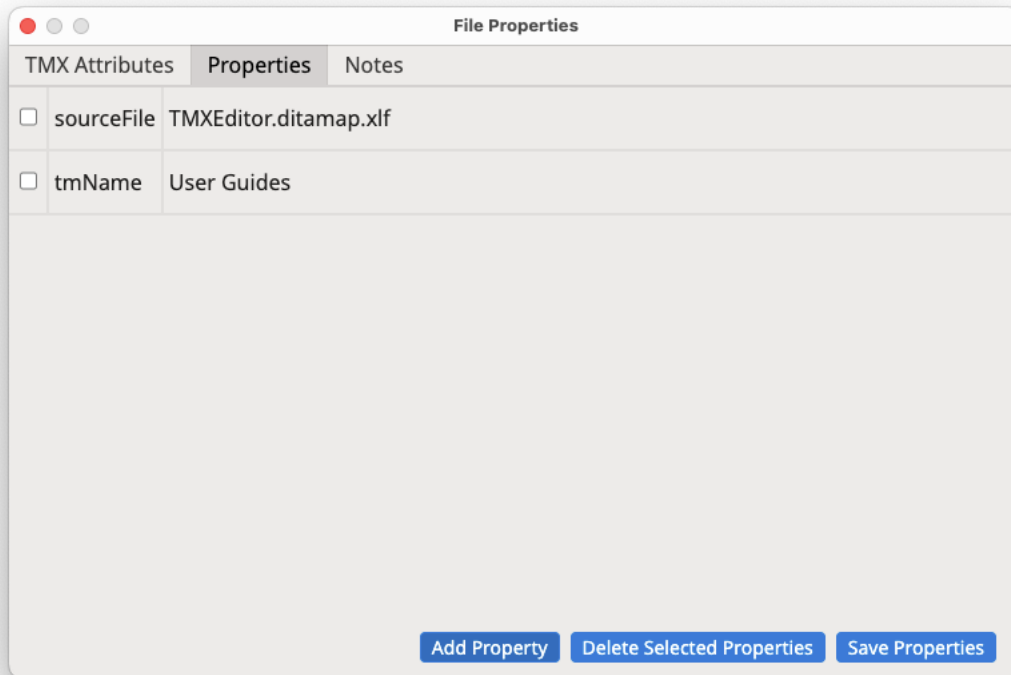 File Properties
TMX Attributes Properties Notes
sourceFile TMXEditor.ditamap.xlf
tmName User Guides
Add Property Delete Selected Properties Save Properties